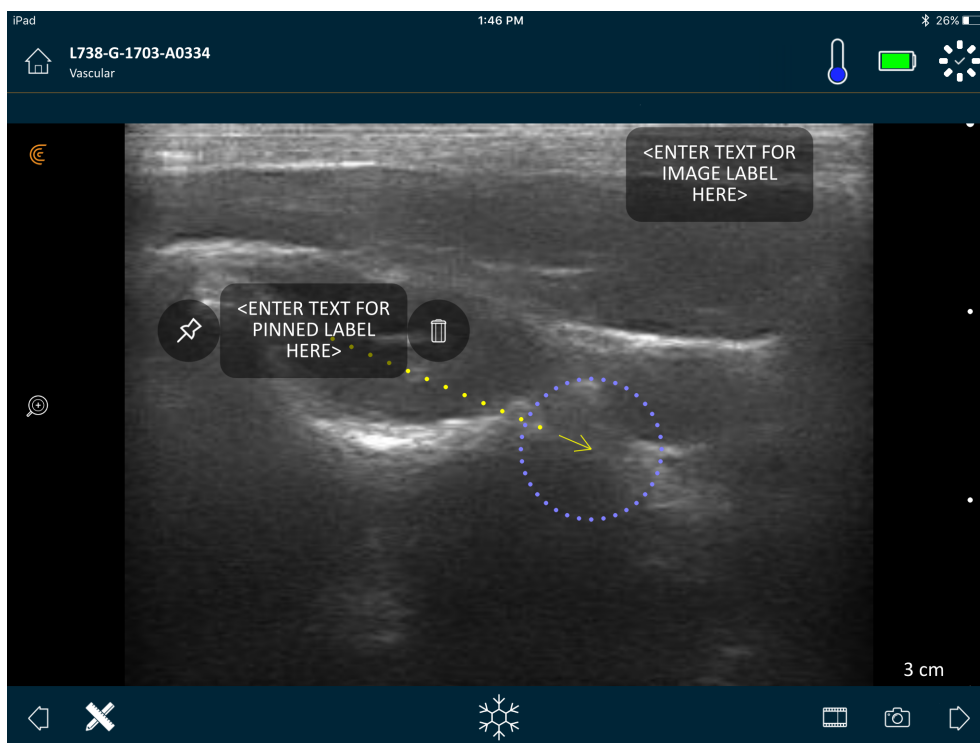 iPad
1:46 PM
26%
L738-G-1703-A0334
Vascular
<ENTER TEXT FOR
IMAGE LABEL
HERE>
<ENTER TEXT FOR
PINNED LABEL
HERE>
3 cm